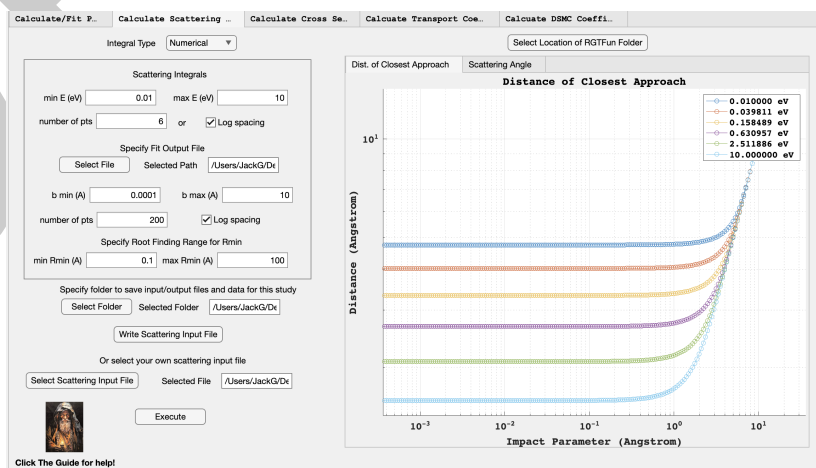 Calculate/Fit P…
Calculate Scattering …
Calcuate Cross Se…
Calcuate Transport Coe…
Calcuate DSMC Coeffi…
Integral Type Numerical
Select Location of RGTFun Folder
Scattering Integrals
min E (eV) 0.01 max E (eV) 10
number of pts 6 or Log spacing
Specify Fit Output File
Select File Selected Path /Users/JackG/De
b min (A) 0.0001 b max (A) 10
number of pts 200 Log spacing
Specify Root Finding Range for Rmin
min Rmin (A) 0.1 max Rmin (A) 100
Specify folder to save input/output files and data for this study
Select Folder Selected Folder /Users/JackG/De
Write Scattering Input File
Or select your own scattering input file
Select Scattering Input File Selected File /Users/JackG/De
Execute
Click The Guide for help!
Dist. of Closest Approach Scattering Angle
Distance of Closest Approach
0.010000 eV
0.039811 eV
0.158489 eV
0.630957 eV
2.511886 eV
10.000000 eV
Distance (Angstrom)
10¹
10⁻³ 10⁻² 10⁻¹ 10⁰ 10¹
Impact Parameter (Angstrom)